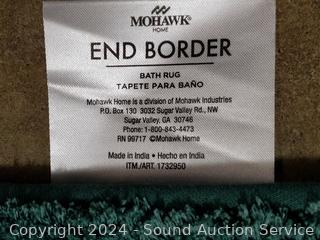 MOHAWK
HOME
END BORDER
BATH RUG
TAPETE PARA BAÑO
Mohawk Home is a division of Mohawk Industries
P.O. Box 130 3032 Sugar Valley Rd., NW
Sugar Valley, GA 30746
Phone: 1-800-843-4473
RN 99717 ©Mohawk Home
Made in India • Hecho en India
ITM./ART. 1732950
Copyright © 2024 - Sound Auction Service